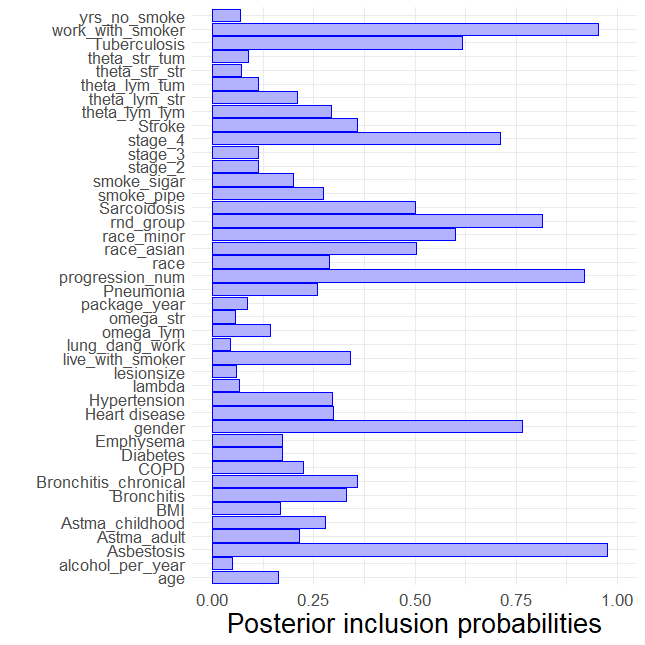 yrs_no_smoke
work_with_smoker
Tuberculosis
theta_str_tum
theta_str_str
theta_lym_tum
theta_lym_str
theta_lym_lym
Stroke
stage_4
stage_3
stage_2
smoke_sigar
smoke_pipe
Sarcoidosis
rnd_group
race_minor
race_asian
race
progression_num
Pneumonia
package_year
omega_str
omega_lym
lung_dang_work
live_with_smoker
lesionsize
lambda
Hypertension
Heart disease
gender
Emphysema
Diabetes
COPD
Bronchitis_chronical
Bronchitis
BMI
Astma_childhood
Astma_adult
Asbestosis
alcohol_per_year
age
0.00 0.25 0.50 0.75 1.00
Posterior inclusion probabilities